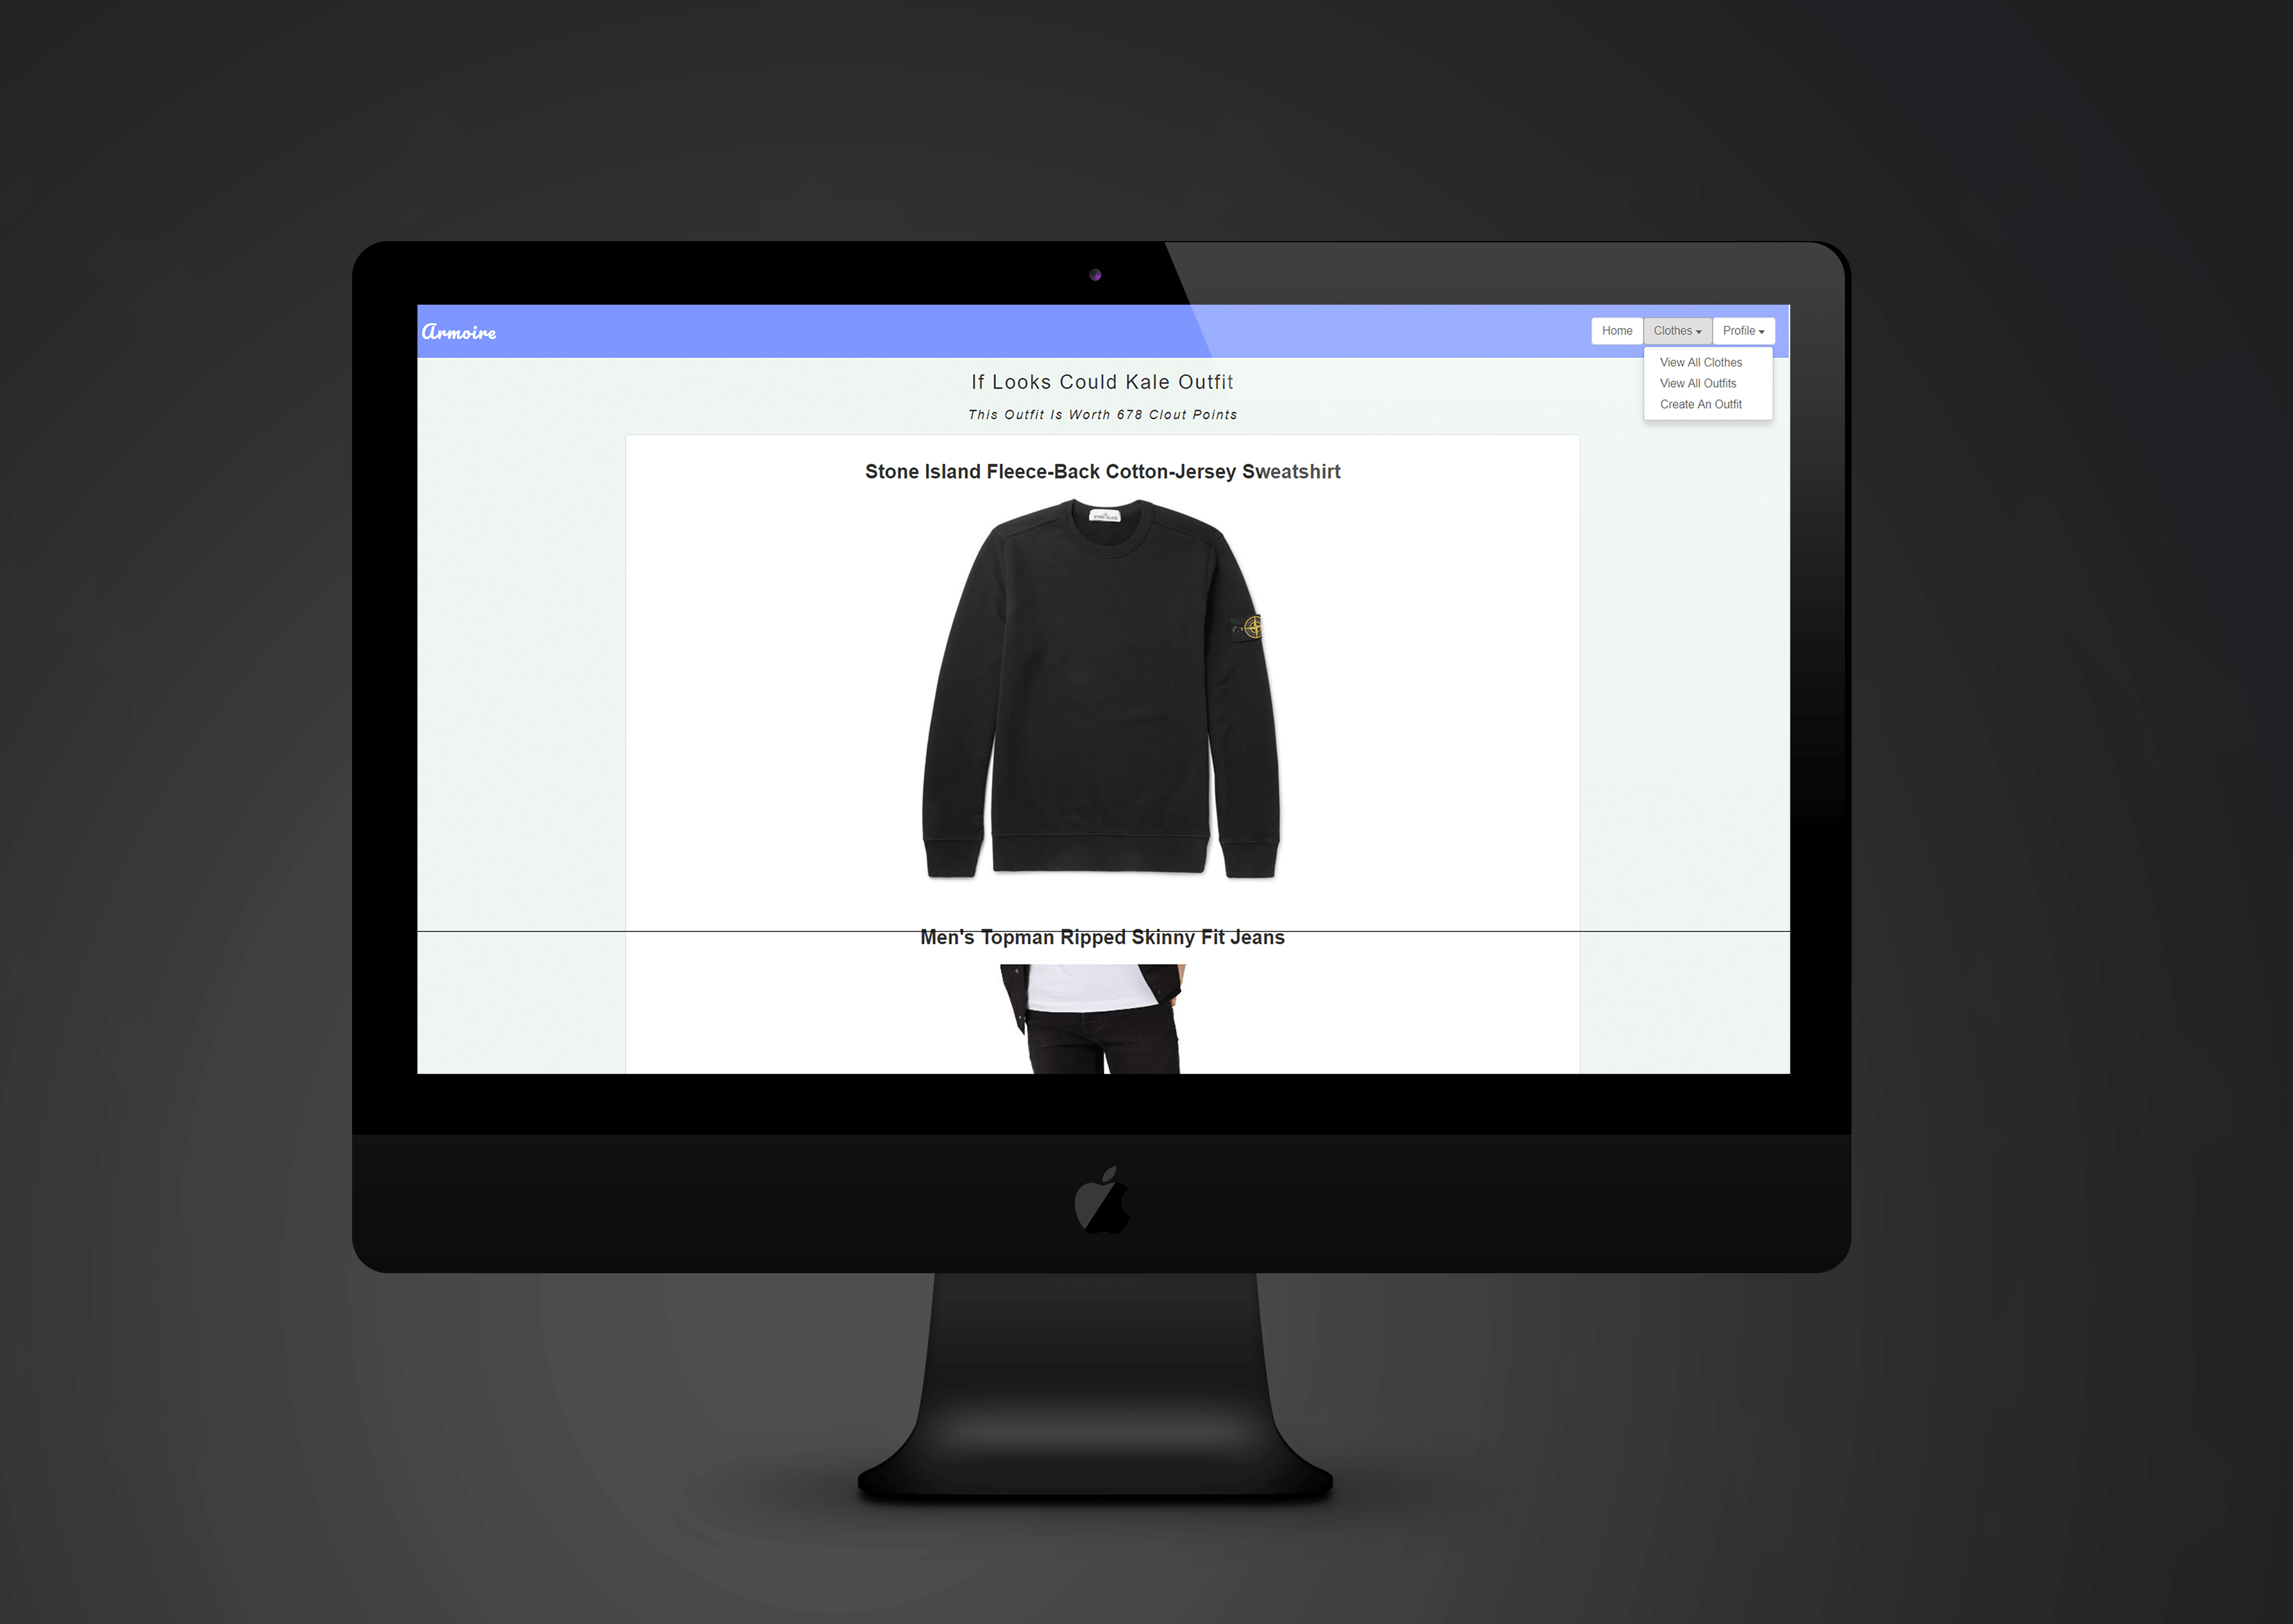 Armoire
Home
Clothes
Profile
View All Clothes
View All Outfits
Create An Outfit
If Looks Could Kale Outfit
This Outfit Is Worth 678 Clout Points
Stone Island Fleece-Back Cotton-Jersey Sweatshirt
STONE ISLAND
Men's Topman Ripped Skinny Fit Jeans